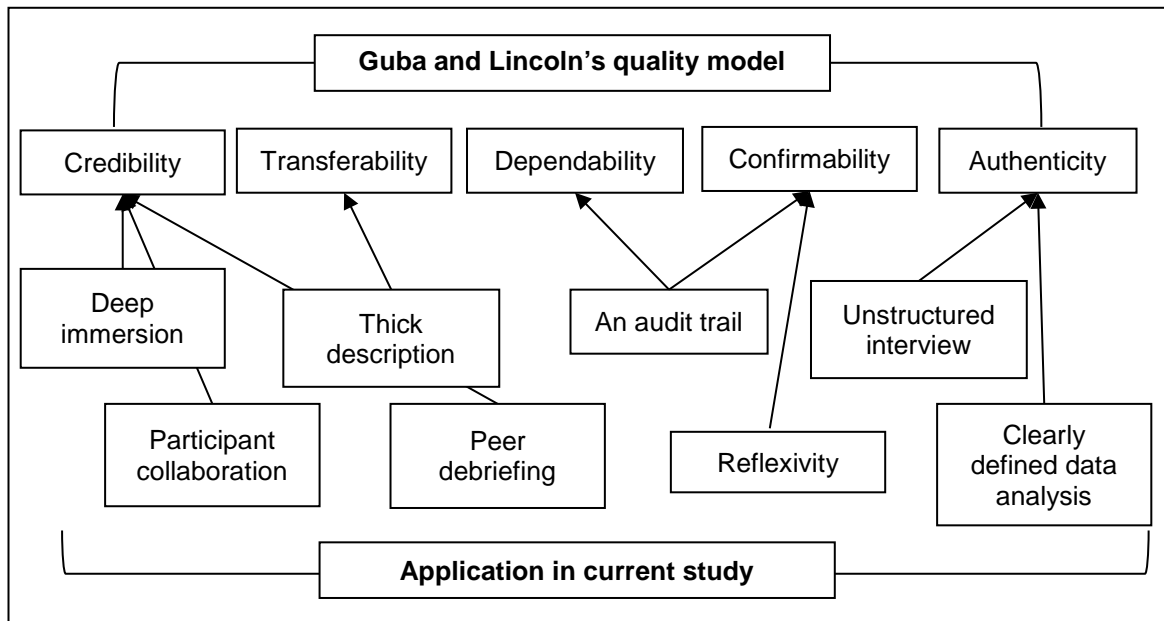 Guba and Lincoln’s quality model
Credibility
Transferability
Dependability
Confirmability
Authenticity
Deep
immersion
Thick
description
An audit trail
Unstructured
interview
Participant
collaboration
Peer
debriefing
Reflexivity
Clearly
defined data
analysis
Application in current study